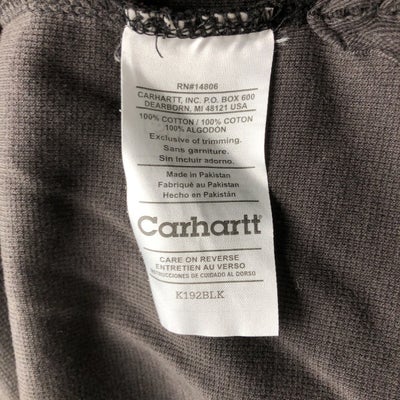 RN#14806
CARHARTT, INC. P.O. BOX 600
DEARBORN, MI 48121 USA
100% COTTON / 100% COTON
100% ALGODON
Exclusive of trimming.
Sans garniture.
Sin incluir adorno.
Made in Pakistan
Fabriqué au Pakistan
Hecho en Pakistán
Carhartt
CARE ON REVERSE
ENTRETIEN AU VERSO
INSTRUCCIONES DE CUIDADO AL DORSO
K192BLK